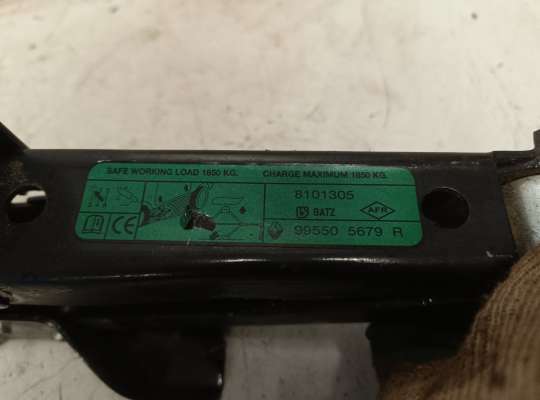 SAFE WORKING LOAD 1850 KG. CHARGE MAXIMUM 1850 KG.
8101305
BATZ AFR
CE
99550 5679 R